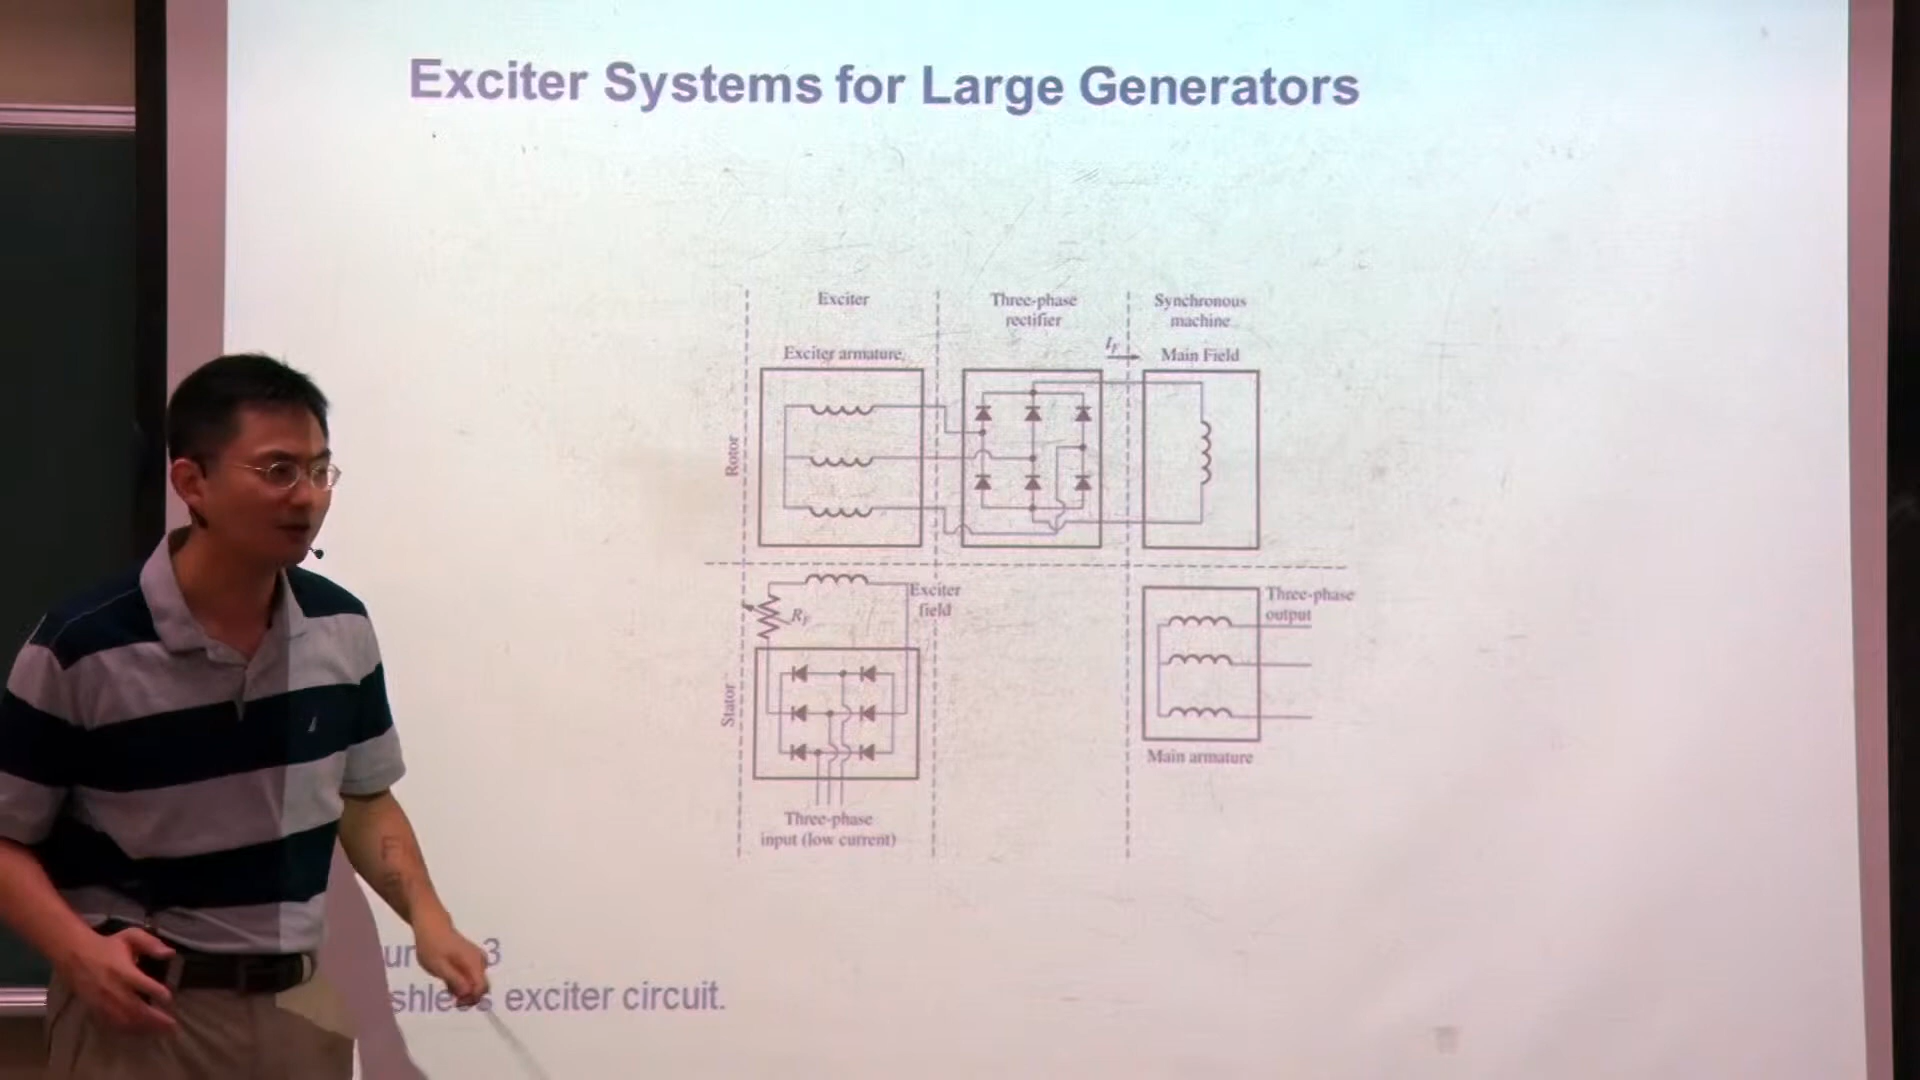 Exciter Systems for Large Generators
Exciter
Three-phase
rectifier
Synchronous
machine
Exciter armature
I_F
Main Field
Rotor
Exciter
field
R_F
Three-phase
output
Stator
Main armature
Three-phase
input (low current)
3
exciter circuit.